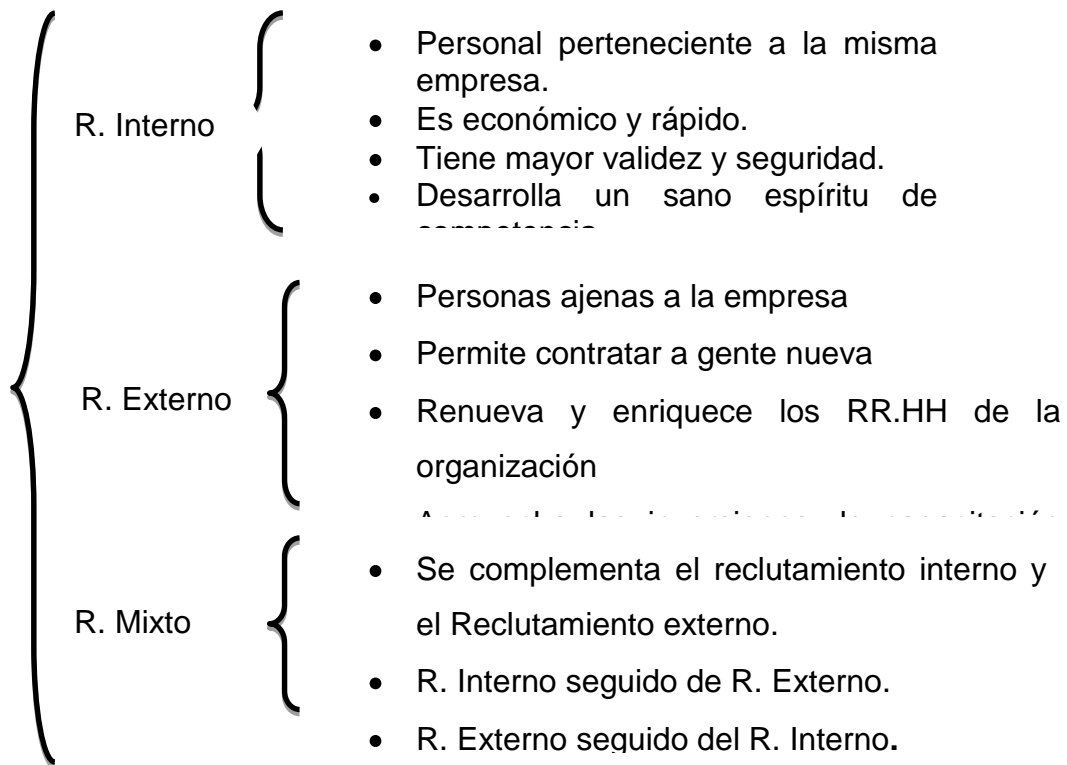 R. Interno
• Personal perteneciente a la misma
empresa.
• Es económico y rápido.
• Tiene mayor validez y seguridad.
• Desarrolla un sano espíritu de
R. Externo
• Personas ajenas a la empresa
• Permite contratar a gente nueva
• Renueva y enriquece los RR.HH de la
organización
R. Mixto
• Se complementa el reclutamiento interno y
el Reclutamiento externo.
• R. Interno seguido de R. Externo.
• R. Externo seguido del R. Interno.